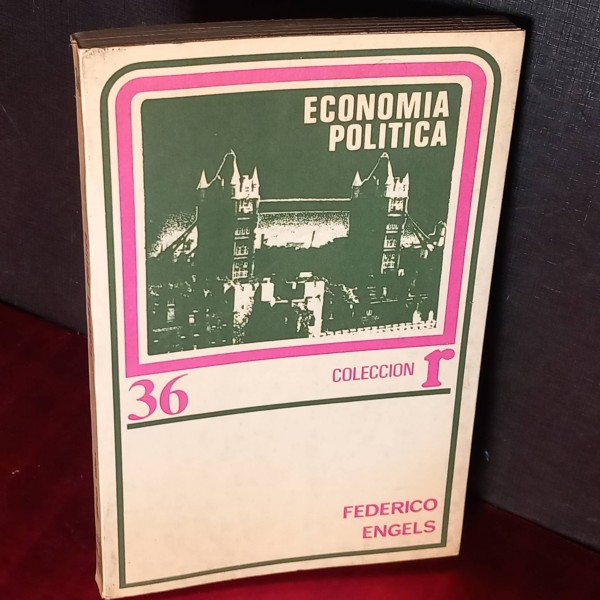 ECONOMIA
POLITICA
36
COLECCION r
FEDERICO
ENGELS